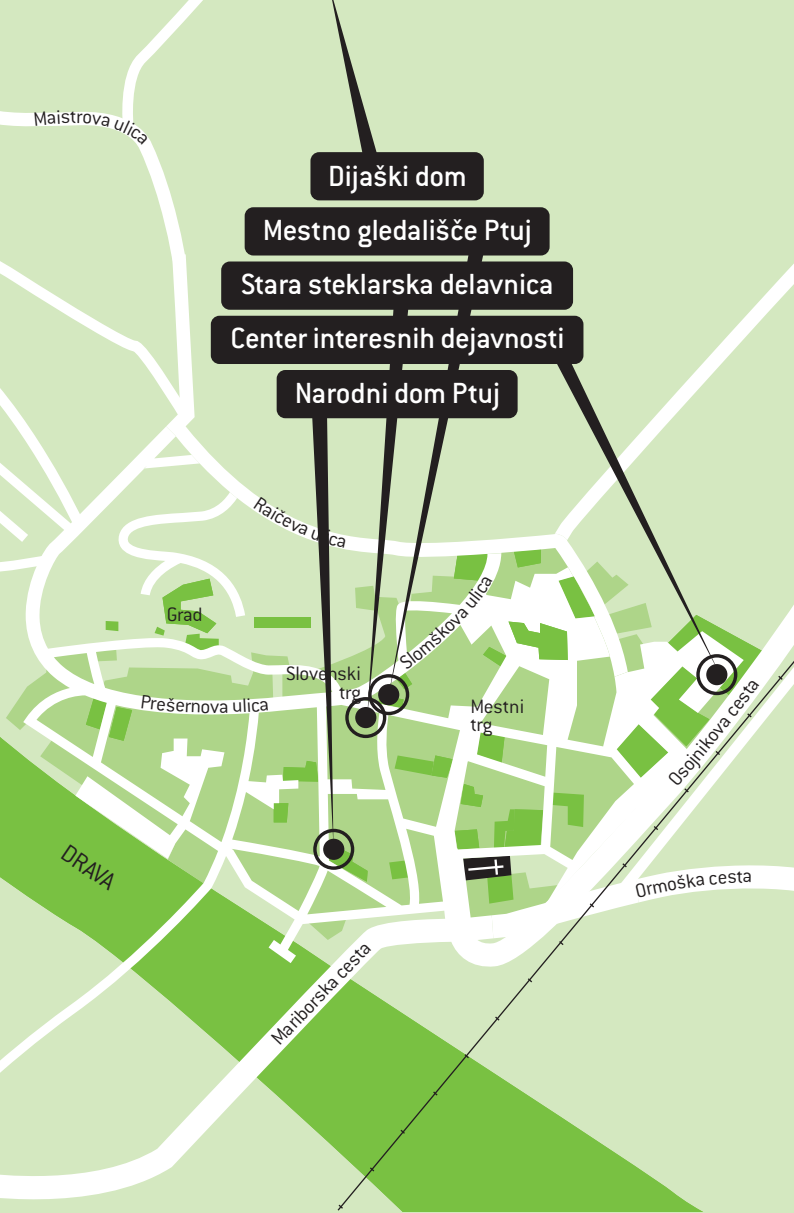 Maistrova ulica
Dijaški dom
Mestno gledališče Ptuj
Stara steklarska delavnica
Center interesnih dejavnosti
Narodni dom Ptuj
Raičeva ulica
Grad
Slomškova ulica
Slovenski
trg
Prešernova ulica
Mestni
trg
Osojnikova cesta
DRAVA
Ormoška cesta
Mariborska cesta